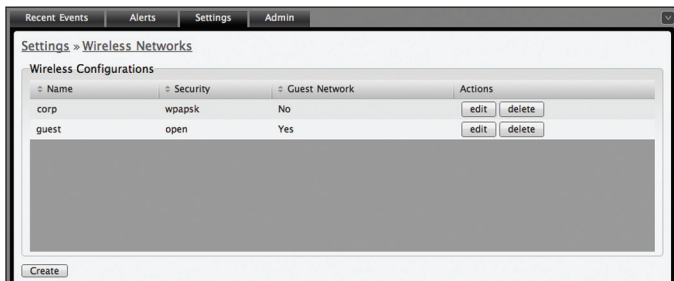 Recent Events Alerts Settings Admin
Settings » Wireless Networks
Wireless Configurations
Name Security Guest Network Actions
corp wpapsk No edit delete
guest open Yes edit delete
Create